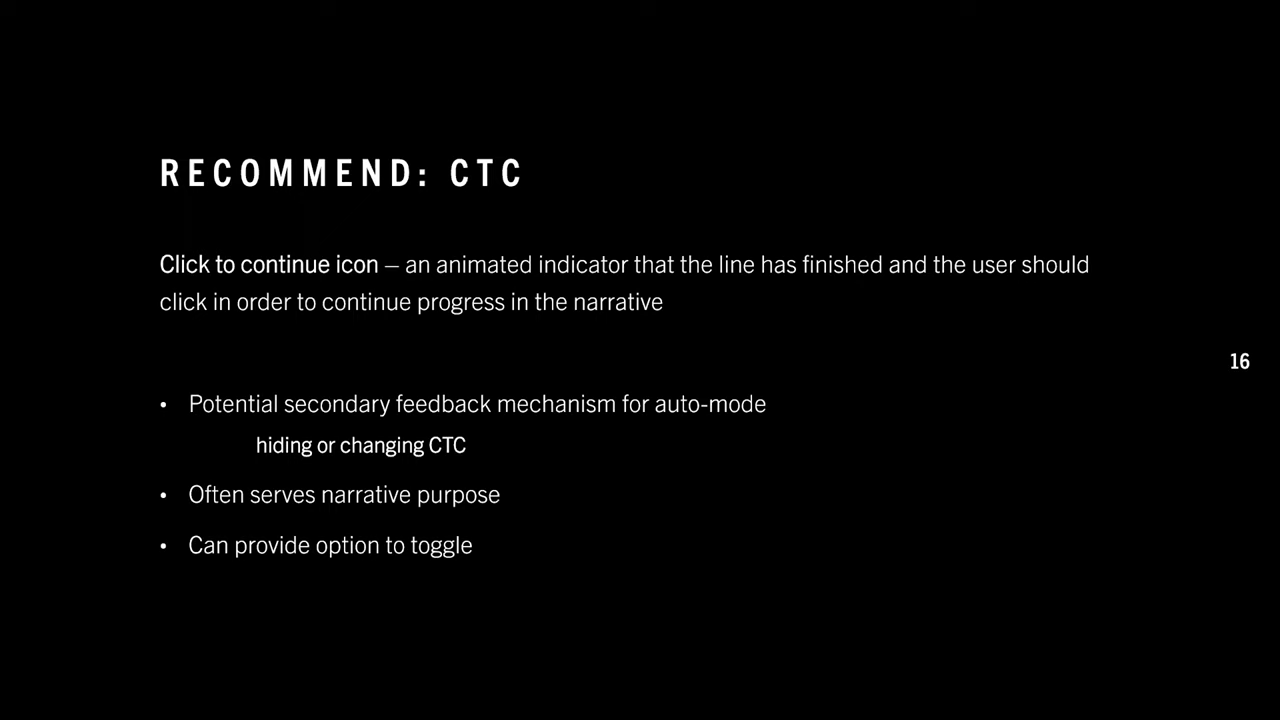 RECOMMEND: CTC
Click to continue icon – an animated indicator that the line has finished and the user should
click in order to continue progress in the narrative
16
• Potential secondary feedback mechanism for auto-mode
hiding or changing CTC
• Often serves narrative purpose
• Can provide option to toggle